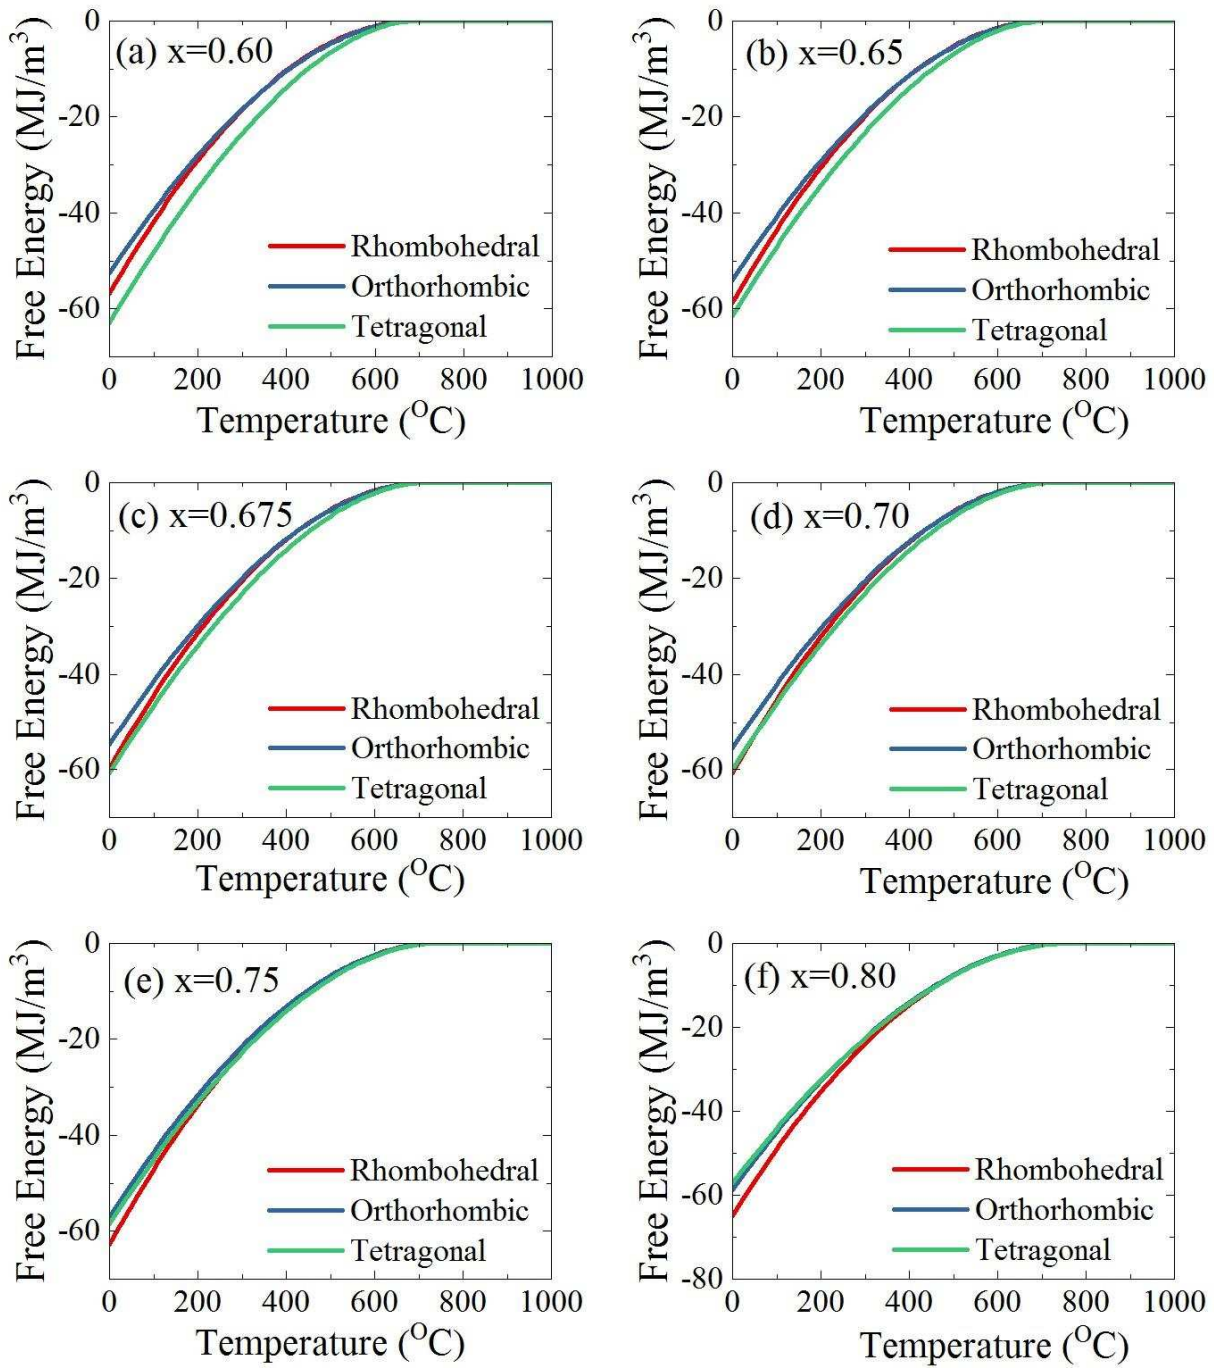 (a) x=0.60
Free Energy (MJ/m³)
0
-20
-40
-60
Rhombohedral
Orthorhombic
Tetragonal
0 200 400 600 800 1000
Temperature (ᴼC)
(b) x=0.65
Free Energy (MJ/m³)
0
-20
-40
-60
Rhombohedral
Orthorhombic
Tetragonal
0 200 400 600 800 1000
Temperature (ᴼC)
(c) x=0.675
Free Energy (MJ/m³)
0
-20
-40
-60
Rhombohedral
Orthorhombic
Tetragonal
0 200 400 600 800 1000
Temperature (ᴼC)
(d) x=0.70
Free Energy (MJ/m³)
0
-20
-40
-60
Rhombohedral
Orthorhombic
Tetragonal
0 200 400 600 800 1000
Temperature (ᴼC)
(e) x=0.75
Free Energy (MJ/m³)
0
-20
-40
-60
Rhombohedral
Orthorhombic
Tetragonal
0 200 400 600 800 1000
Temperature (ᴼC)
(f) x=0.80
Free Energy (MJ/m³)
0
-20
-40
-60
-80
Rhombohedral
Orthorhombic
Tetragonal
0 200 400 600 800 1000
Temperature (ᴼC)